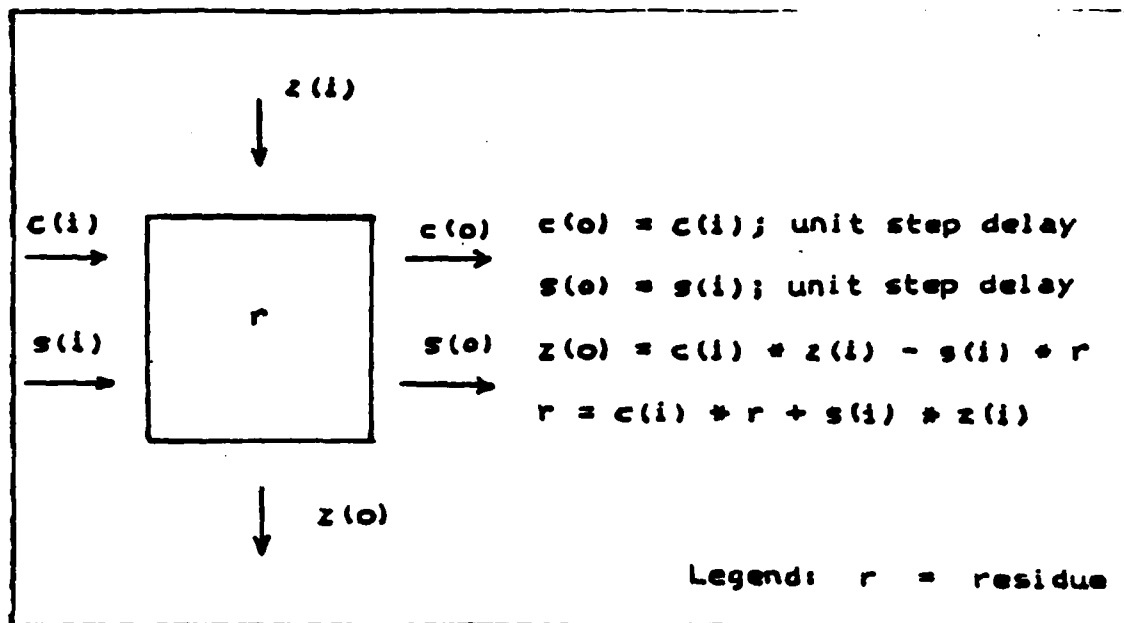 z(i)
c(i)
c(o)
c(o) = c(i); unit step delay
s(o) = s(i); unit step delay
r
s(i)
s(o)
z(o) = c(i) * z(i) - s(i) * r
r = c(i) * r + s(i) * z(i)
z(o)
Legend: r = residue